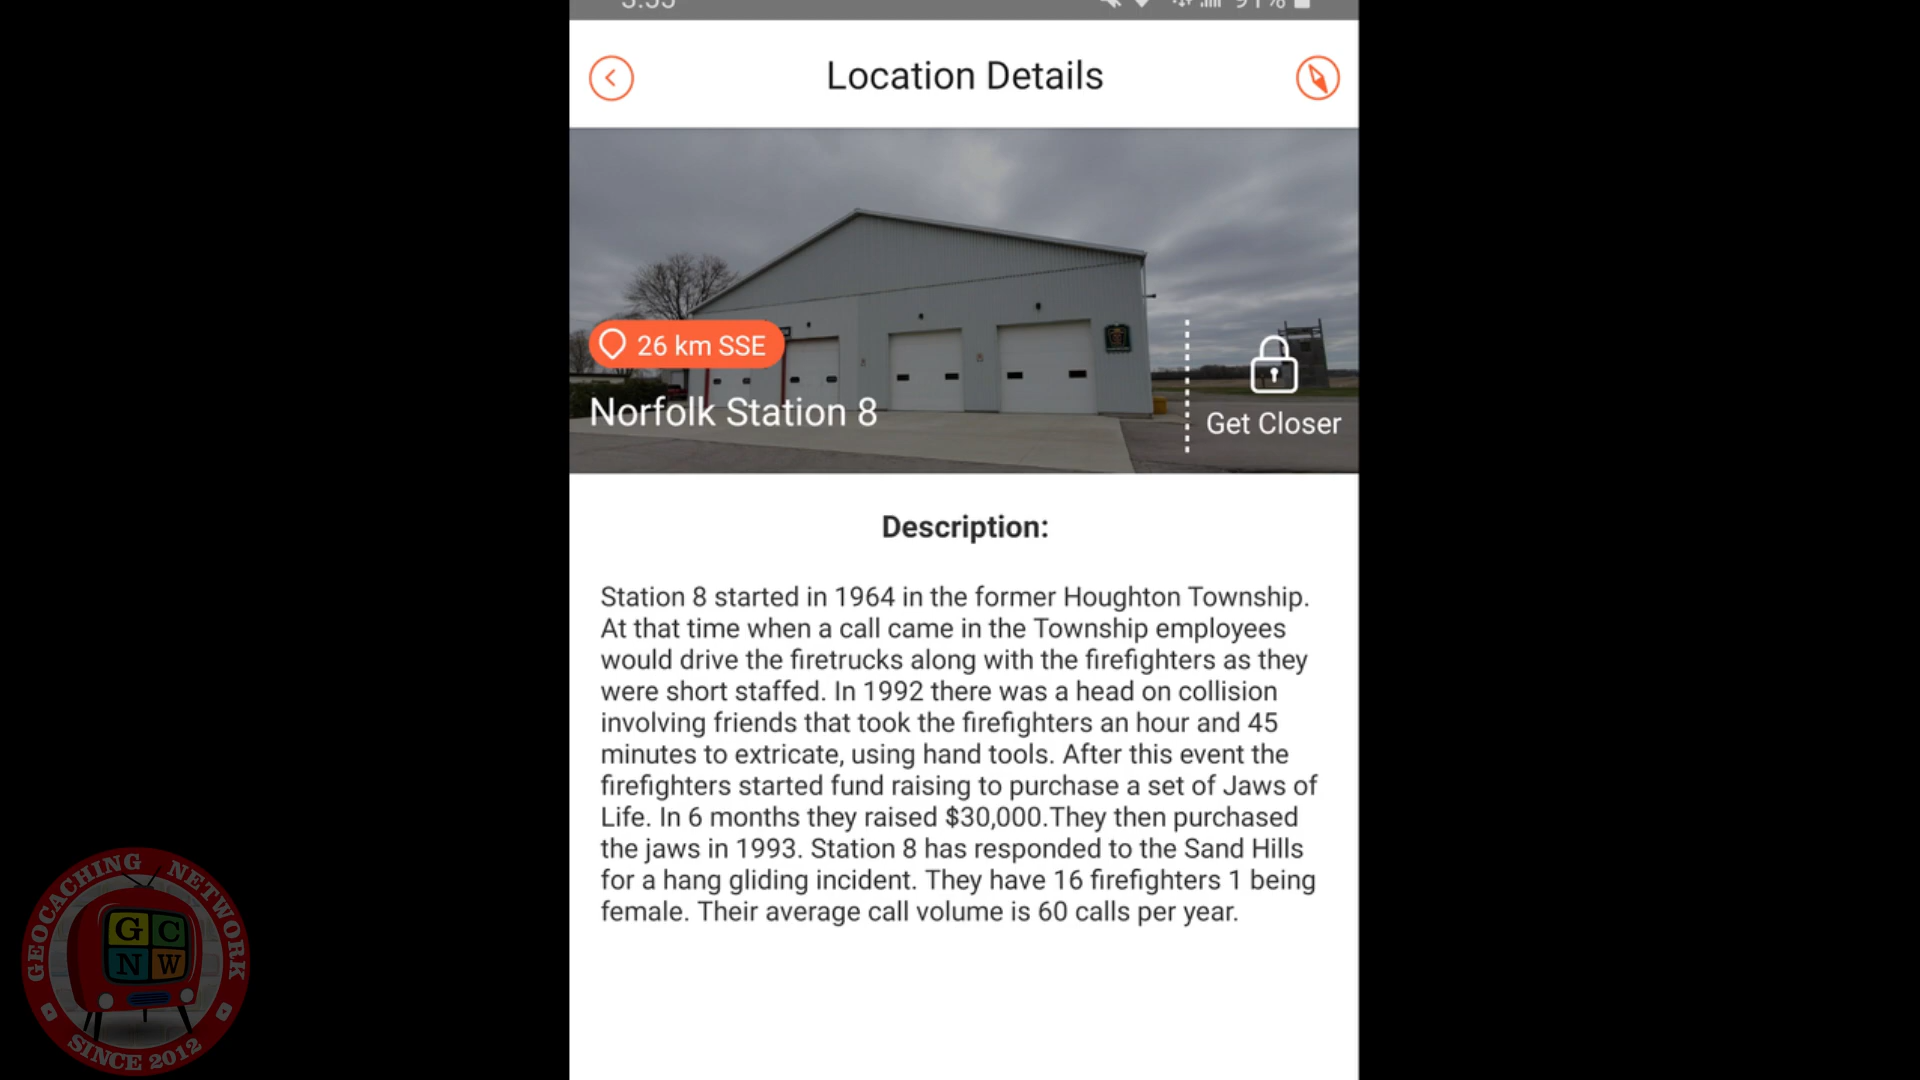 Location Details
26 km SSE
Norfolk Station 8
Get Closer
Description:
Station 8 started in 1964 in the former Houghton Township.
At that time when a call came in the Township employees
would drive the firetrucks along with the firefighters as they
were short staffed. In 1992 there was a head on collision
involving friends that took the firefighters an hour and 45
minutes to extricate, using hand tools. After this event the
firefighters started fund raising to purchase a set of Jaws of
Life. In 6 months they raised $30,000.They then purchased
the jaws in 1993. Station 8 has responded to the Sand Hills
for a hang gliding incident. They have 16 firefighters 1 being
female. Their average call volume is 60 calls per year.
GEOCACHING NETWORK
G C
N W
SINCE 2012